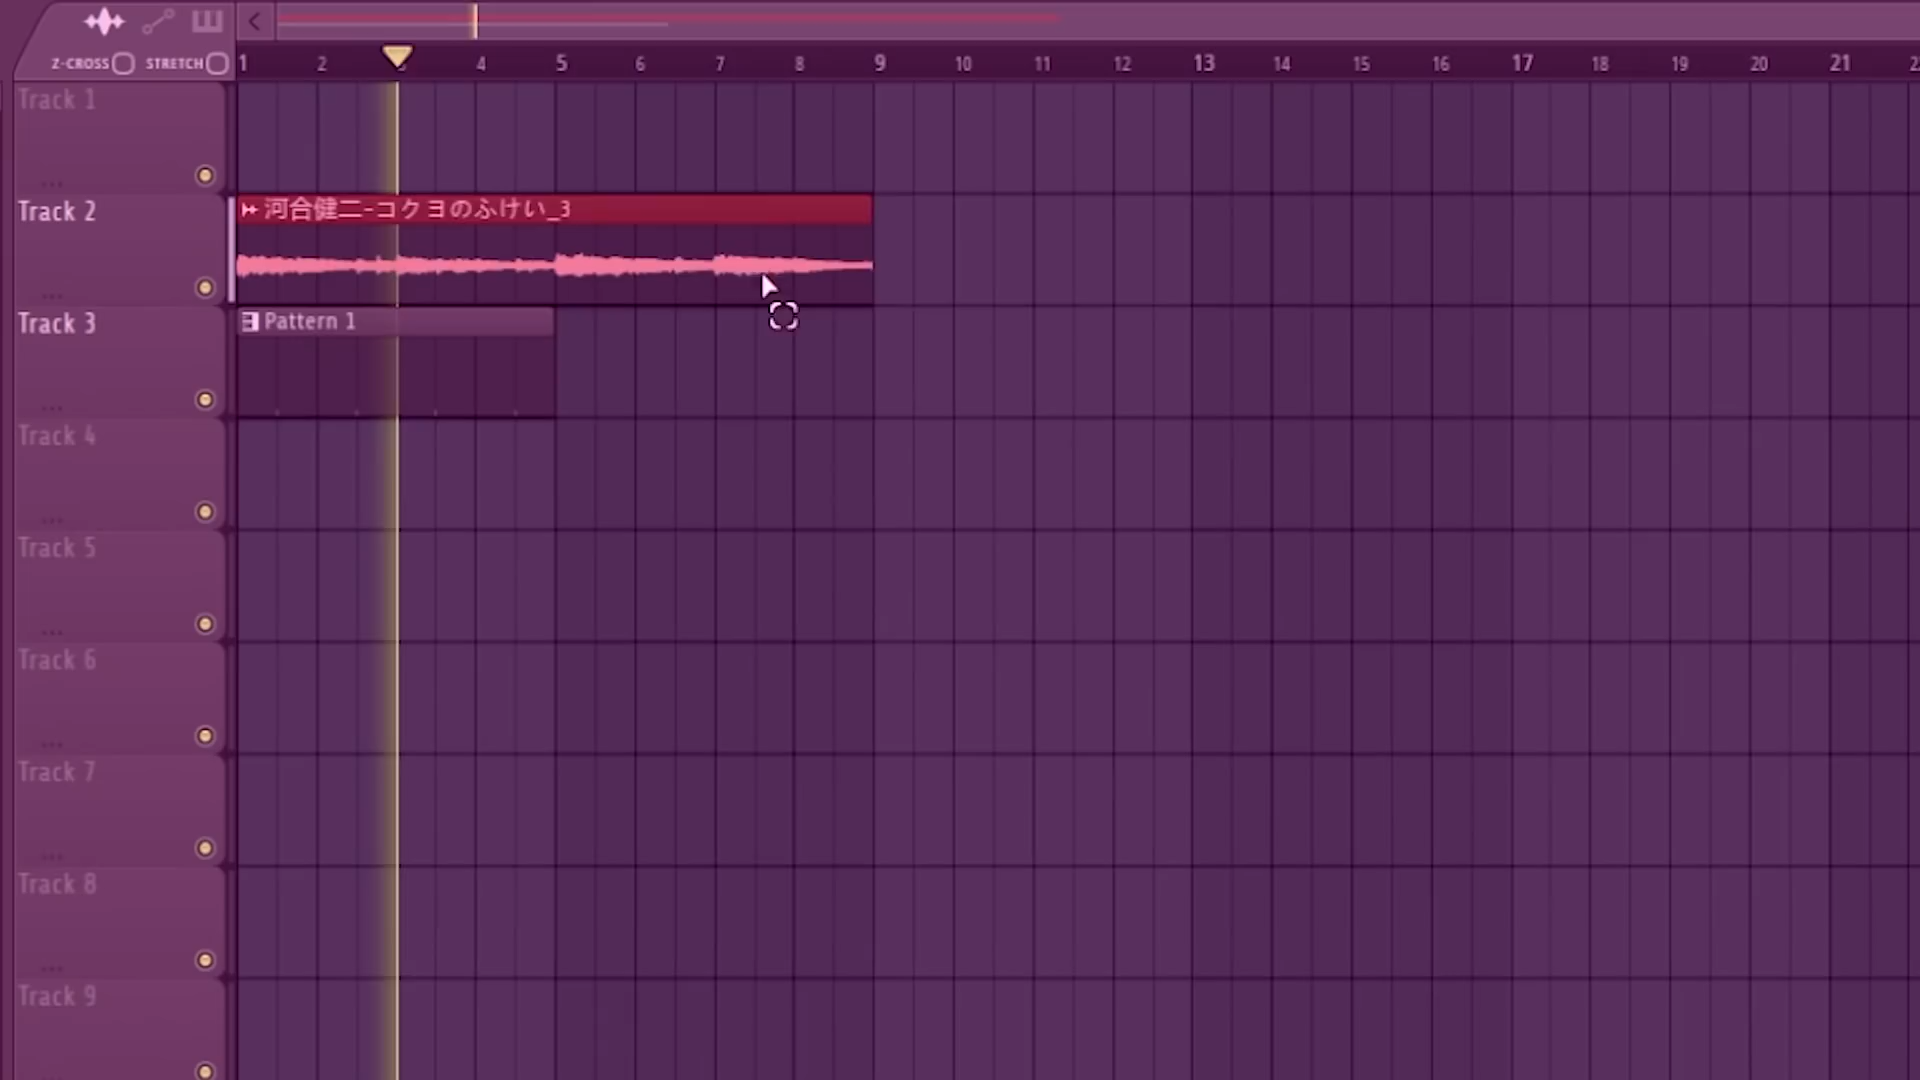 Z-CROSS STRETCH
1 2 3 4 5 6 7 8 9 10 11 12 13 14 15 16 17 18 19 20 21
Track 1
Track 2
河合健二-コクヨのふけい_3
Track 3
Pattern 1
Track 4
Track 5
Track 6
Track 7
Track 8
Track 9